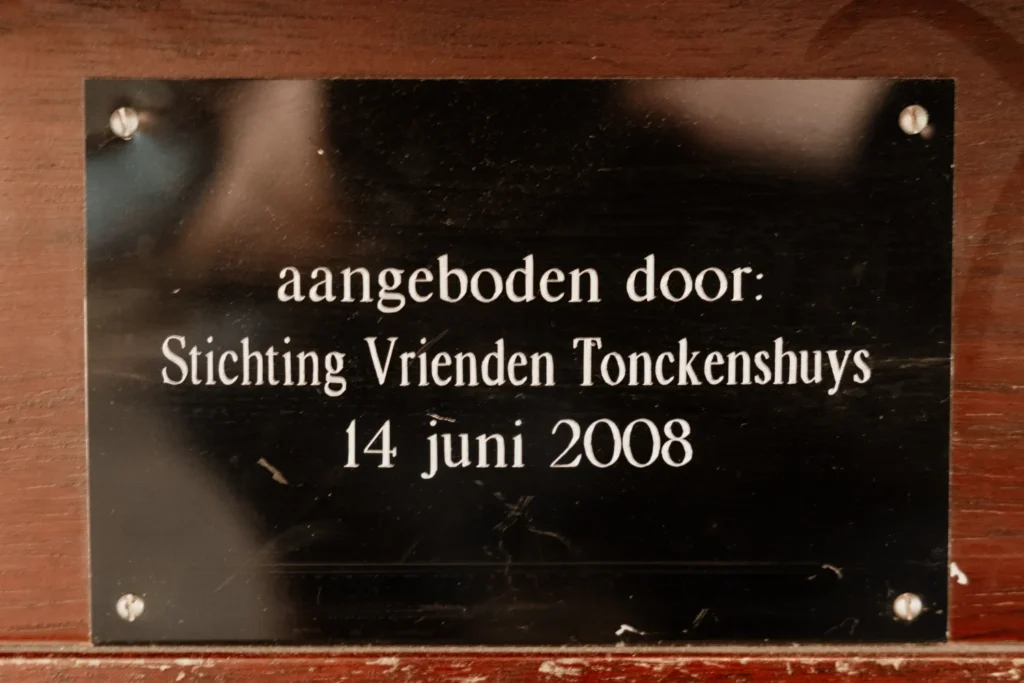 aangeboden door:
Stichting Vrienden Tonckenshuys
14 juni 2008